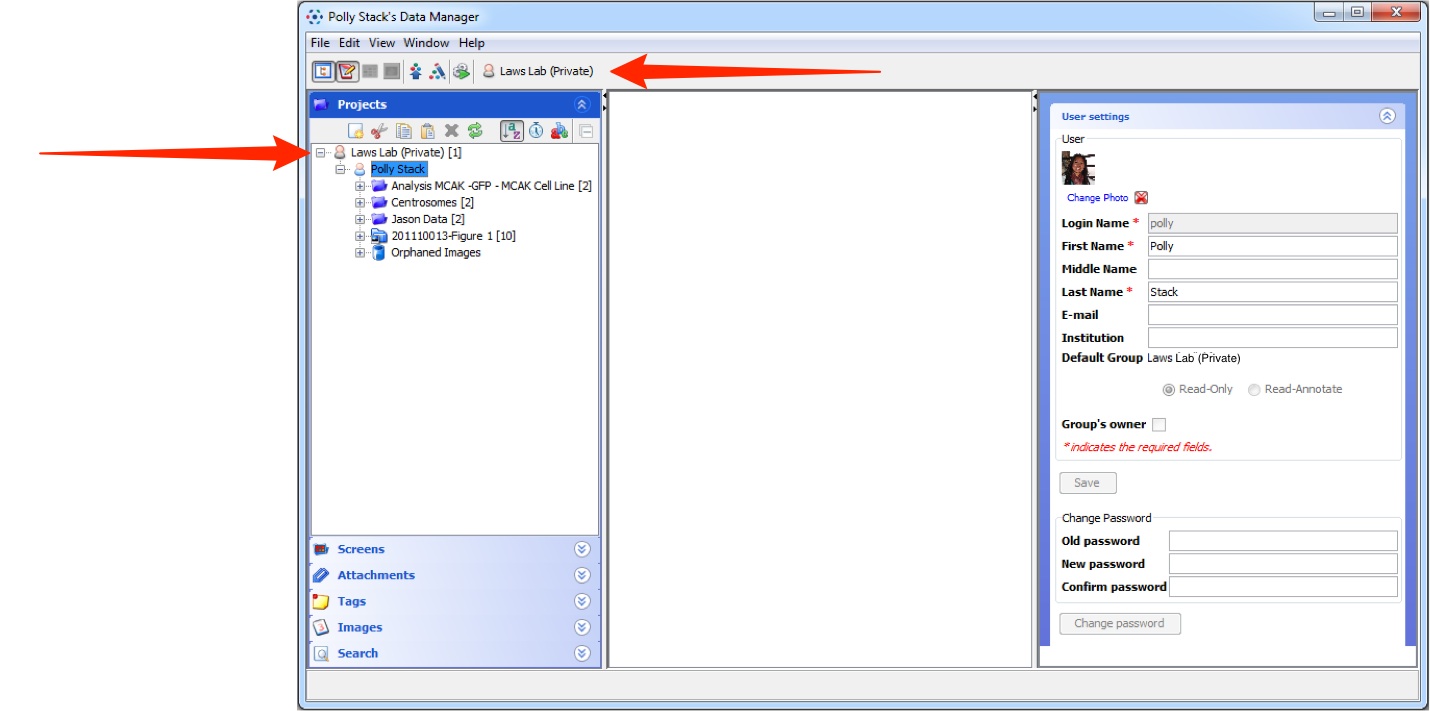 Polly Stack's Data Manager
File Edit View Window Help
Laws Lab (Private)
Projects
Laws Lab (Private) [1]
Polly Stack
Analysis MCAK -GFP - MCAK Cell Line [2]
Centrosomes [2]
Jason Data [2]
201110013-Figure 1 [10]
Orphaned Images
Screens
Attachments
Tags
Images
Search
User settings
User
Change Photo
Login Name * polly
First Name * Polly
Middle Name
Last Name * Stack
E-mail
Institution
Default Group Laws Lab (Private)
Read-Only Read-Annotate
Group's owner
* indicates the required fields.
Save
Change Password
Old password
New password
Confirm password
Change password